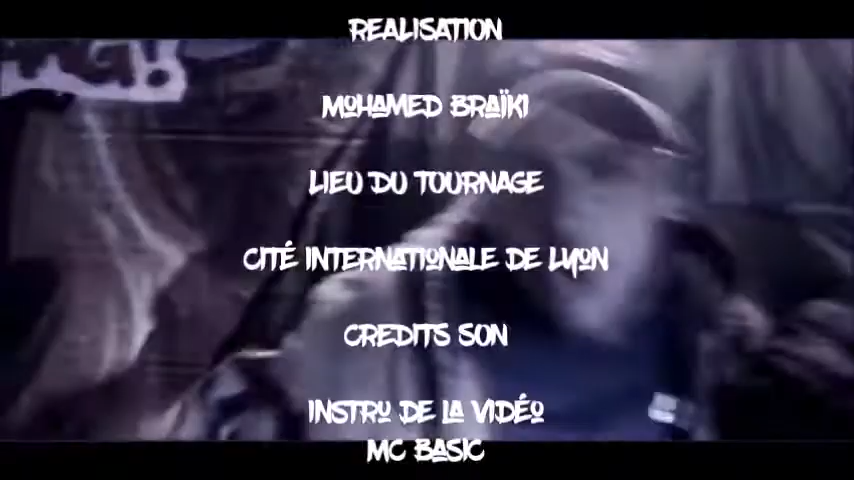 REALISATION
MOHAMED BRAÏKI
LIEU DU TOURNAGE
CITÉ INTERNATIONALE DE LYON
CREDITS SON
INSTRU DE LA VIDÉO
MC BASIC